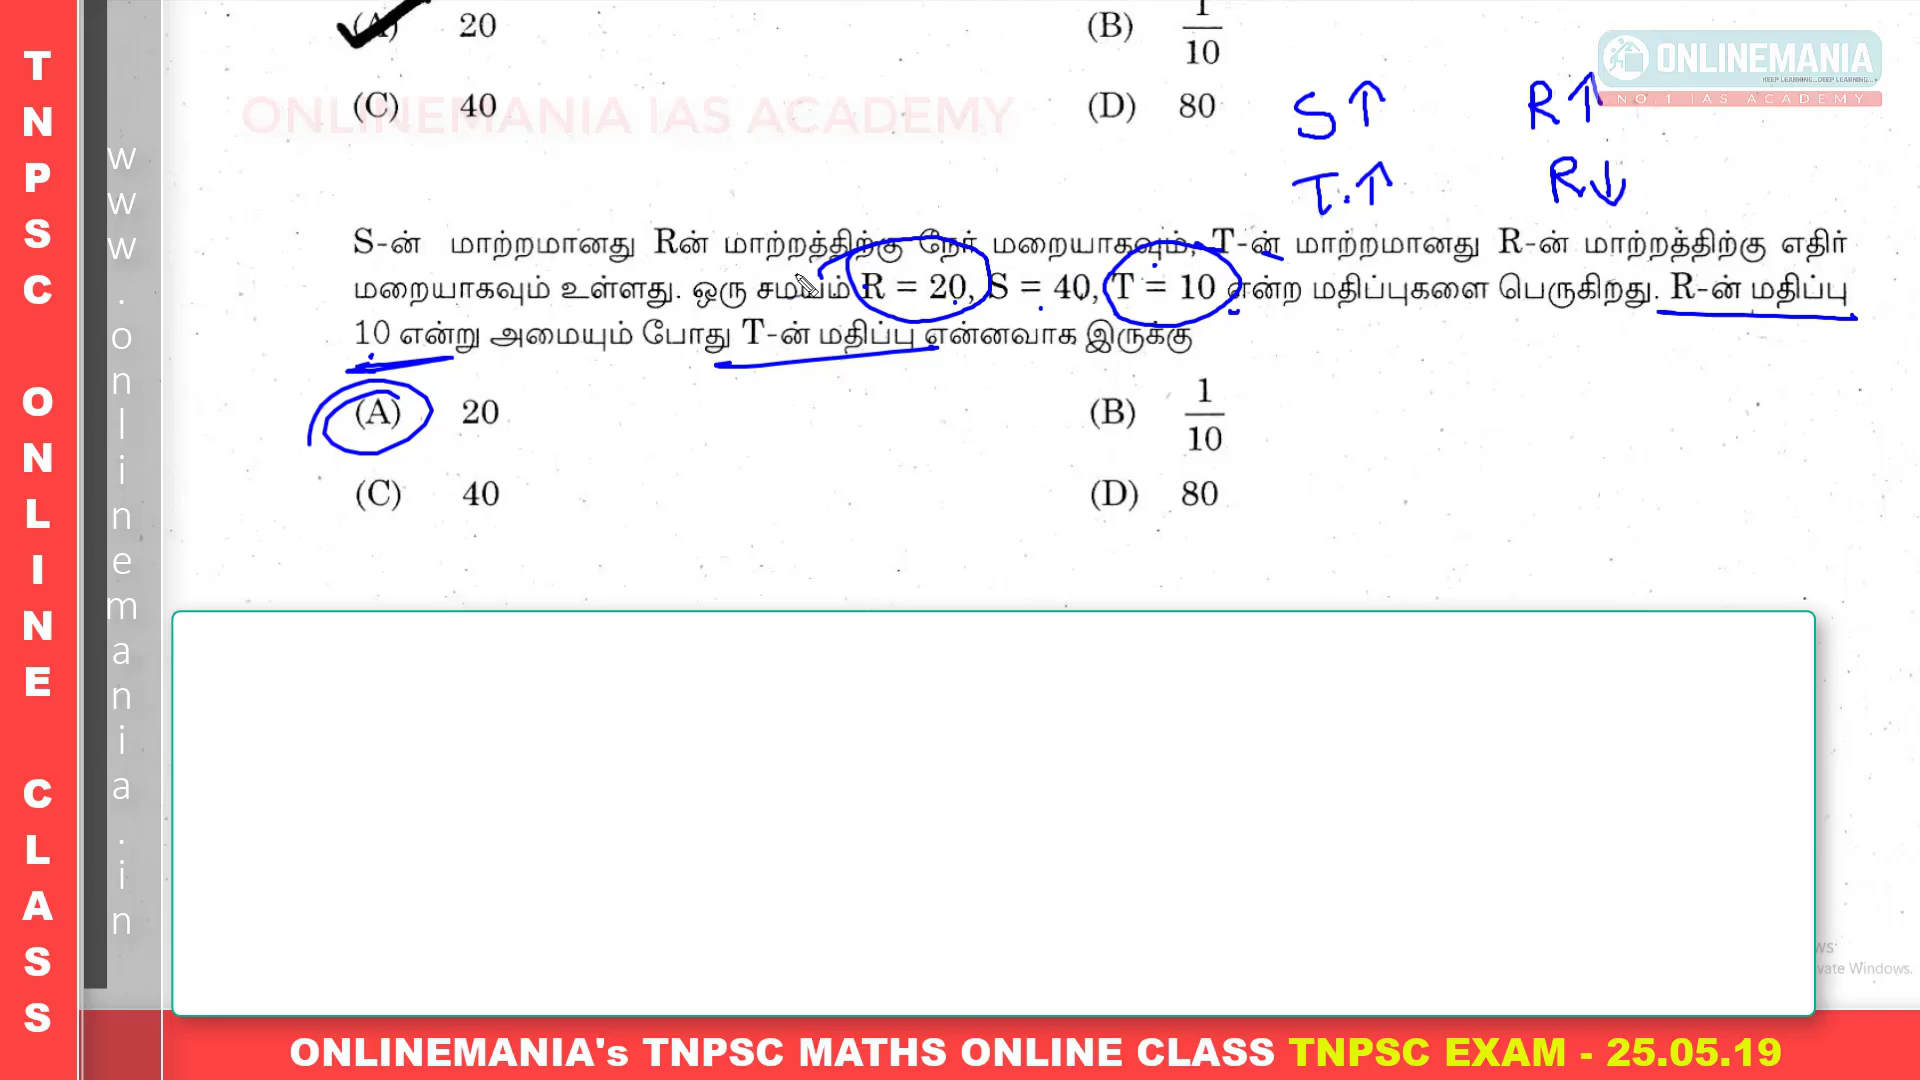 (A) 20 (B) 1
10
ONLINEMANIA
KEEP LEARNING...DEEP LEARNING...
NO.1 IAS ACADEMY
(C) 40 (D) 80
ONLINEMANIA IAS ACADEMY
S↑ R↑
T.↑ R↓
S-ன் மாற்றமானது Rன் மாற்றத்திற்கு நேர் மறையாகவும், T-ன் மாற்றமானது R-ன் மாற்றத்திற்கு எதிர்
மறையாகவும் உள்ளது. ஒரு சமயம் R = 20, S = 40, T = 10 என்ற மதிப்புகளை பெருகிறது. R-ன் மதிப்பு
10 என்று அமையும் போது T-ன் மதிப்பு என்னவாக இருக்கு
(A) 20 (B) 1
10
(C) 40 (D) 80
TNPSC ONLINE CLASS
www.onlinemania.in
vate Windows.
ONLINEMANIA's TNPSC MATHS ONLINE CLASS TNPSC EXAM - 25.05.19